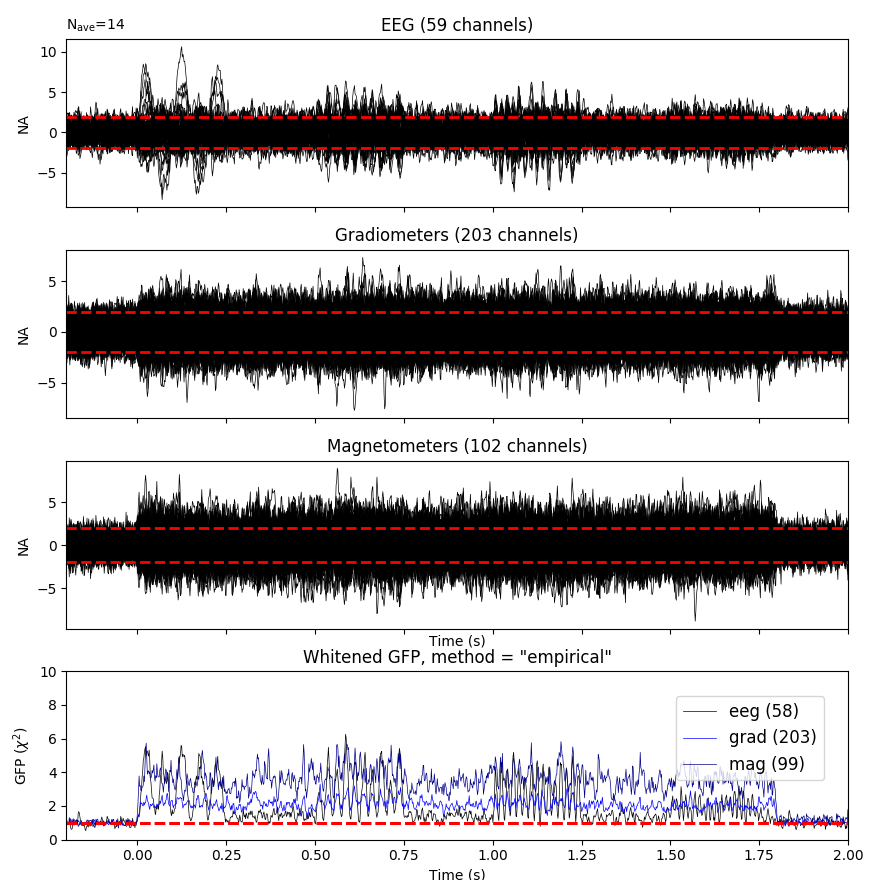 N_ave=14
EEG (59 channels)
10
5
0
−5
NA
Gradiometers (203 channels)
5
0
−5
NA
Magnetometers (102 channels)
5
0
−5
NA
Time (s)
Whitened GFP, method = "empirical"
10
8
6
4
2
0
GFP (χ²)
eeg (58)
grad (203)
mag (99)
0.00 0.25 0.50 0.75 1.00 1.25 1.50 1.75 2.00
Time (s)